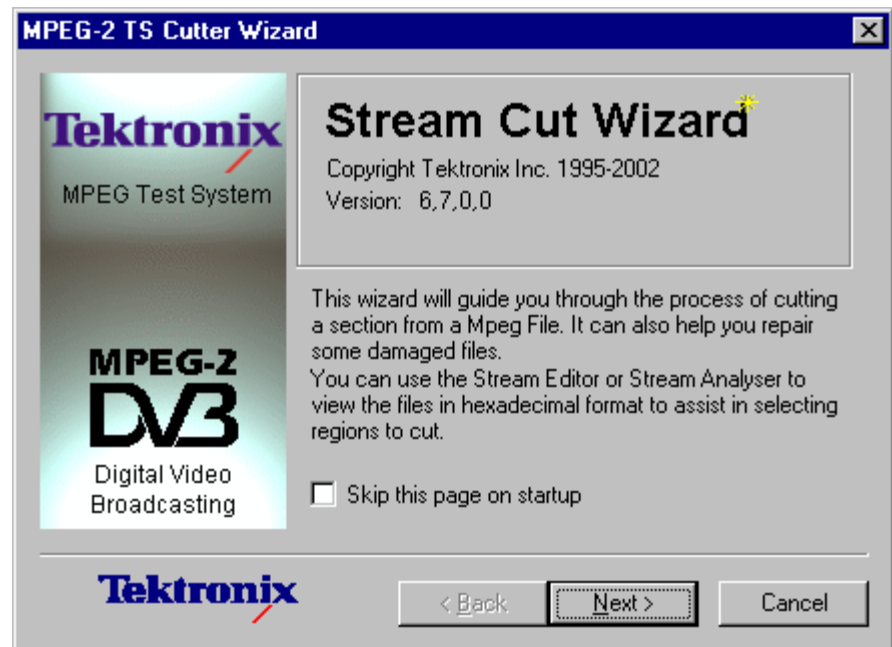 MPEG-2 TS Cutter Wizard
Tektronix
MPEG Test System
MPEG-2
DVB
Digital Video
Broadcasting
Stream Cut Wizard
Copyright Tektronix Inc. 1995-2002
Version: 6,7,0,0
This wizard will guide you through the process of cutting
a section from a Mpeg File. It can also help you repair
some damaged files.
You can use the Stream Editor or Stream Analyser to
view the files in hexadecimal format to assist in selecting
regions to cut.
Skip this page on startup
Tektronix
< Back
Next >
Cancel